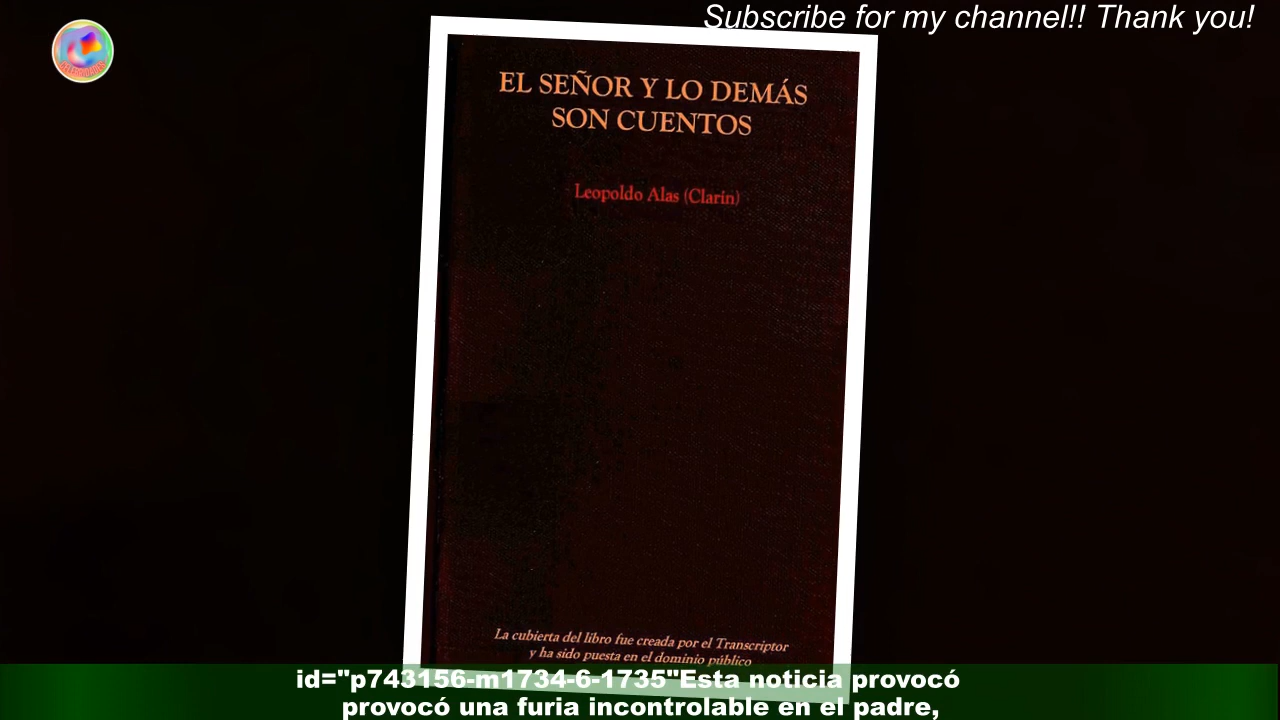 Subscribe for my channel!! Thank you!
EL SEÑOR Y LO DEMÁS
SON CUENTOS
Leopoldo Alas (Clarín)
La cubierta del libro fue creada por el Transcriptor
y ha sido puesta en el dominio público
id="p743156-m1734-6-1735"Esta noticia provocó
provocó una furia incontrolable en el padre,